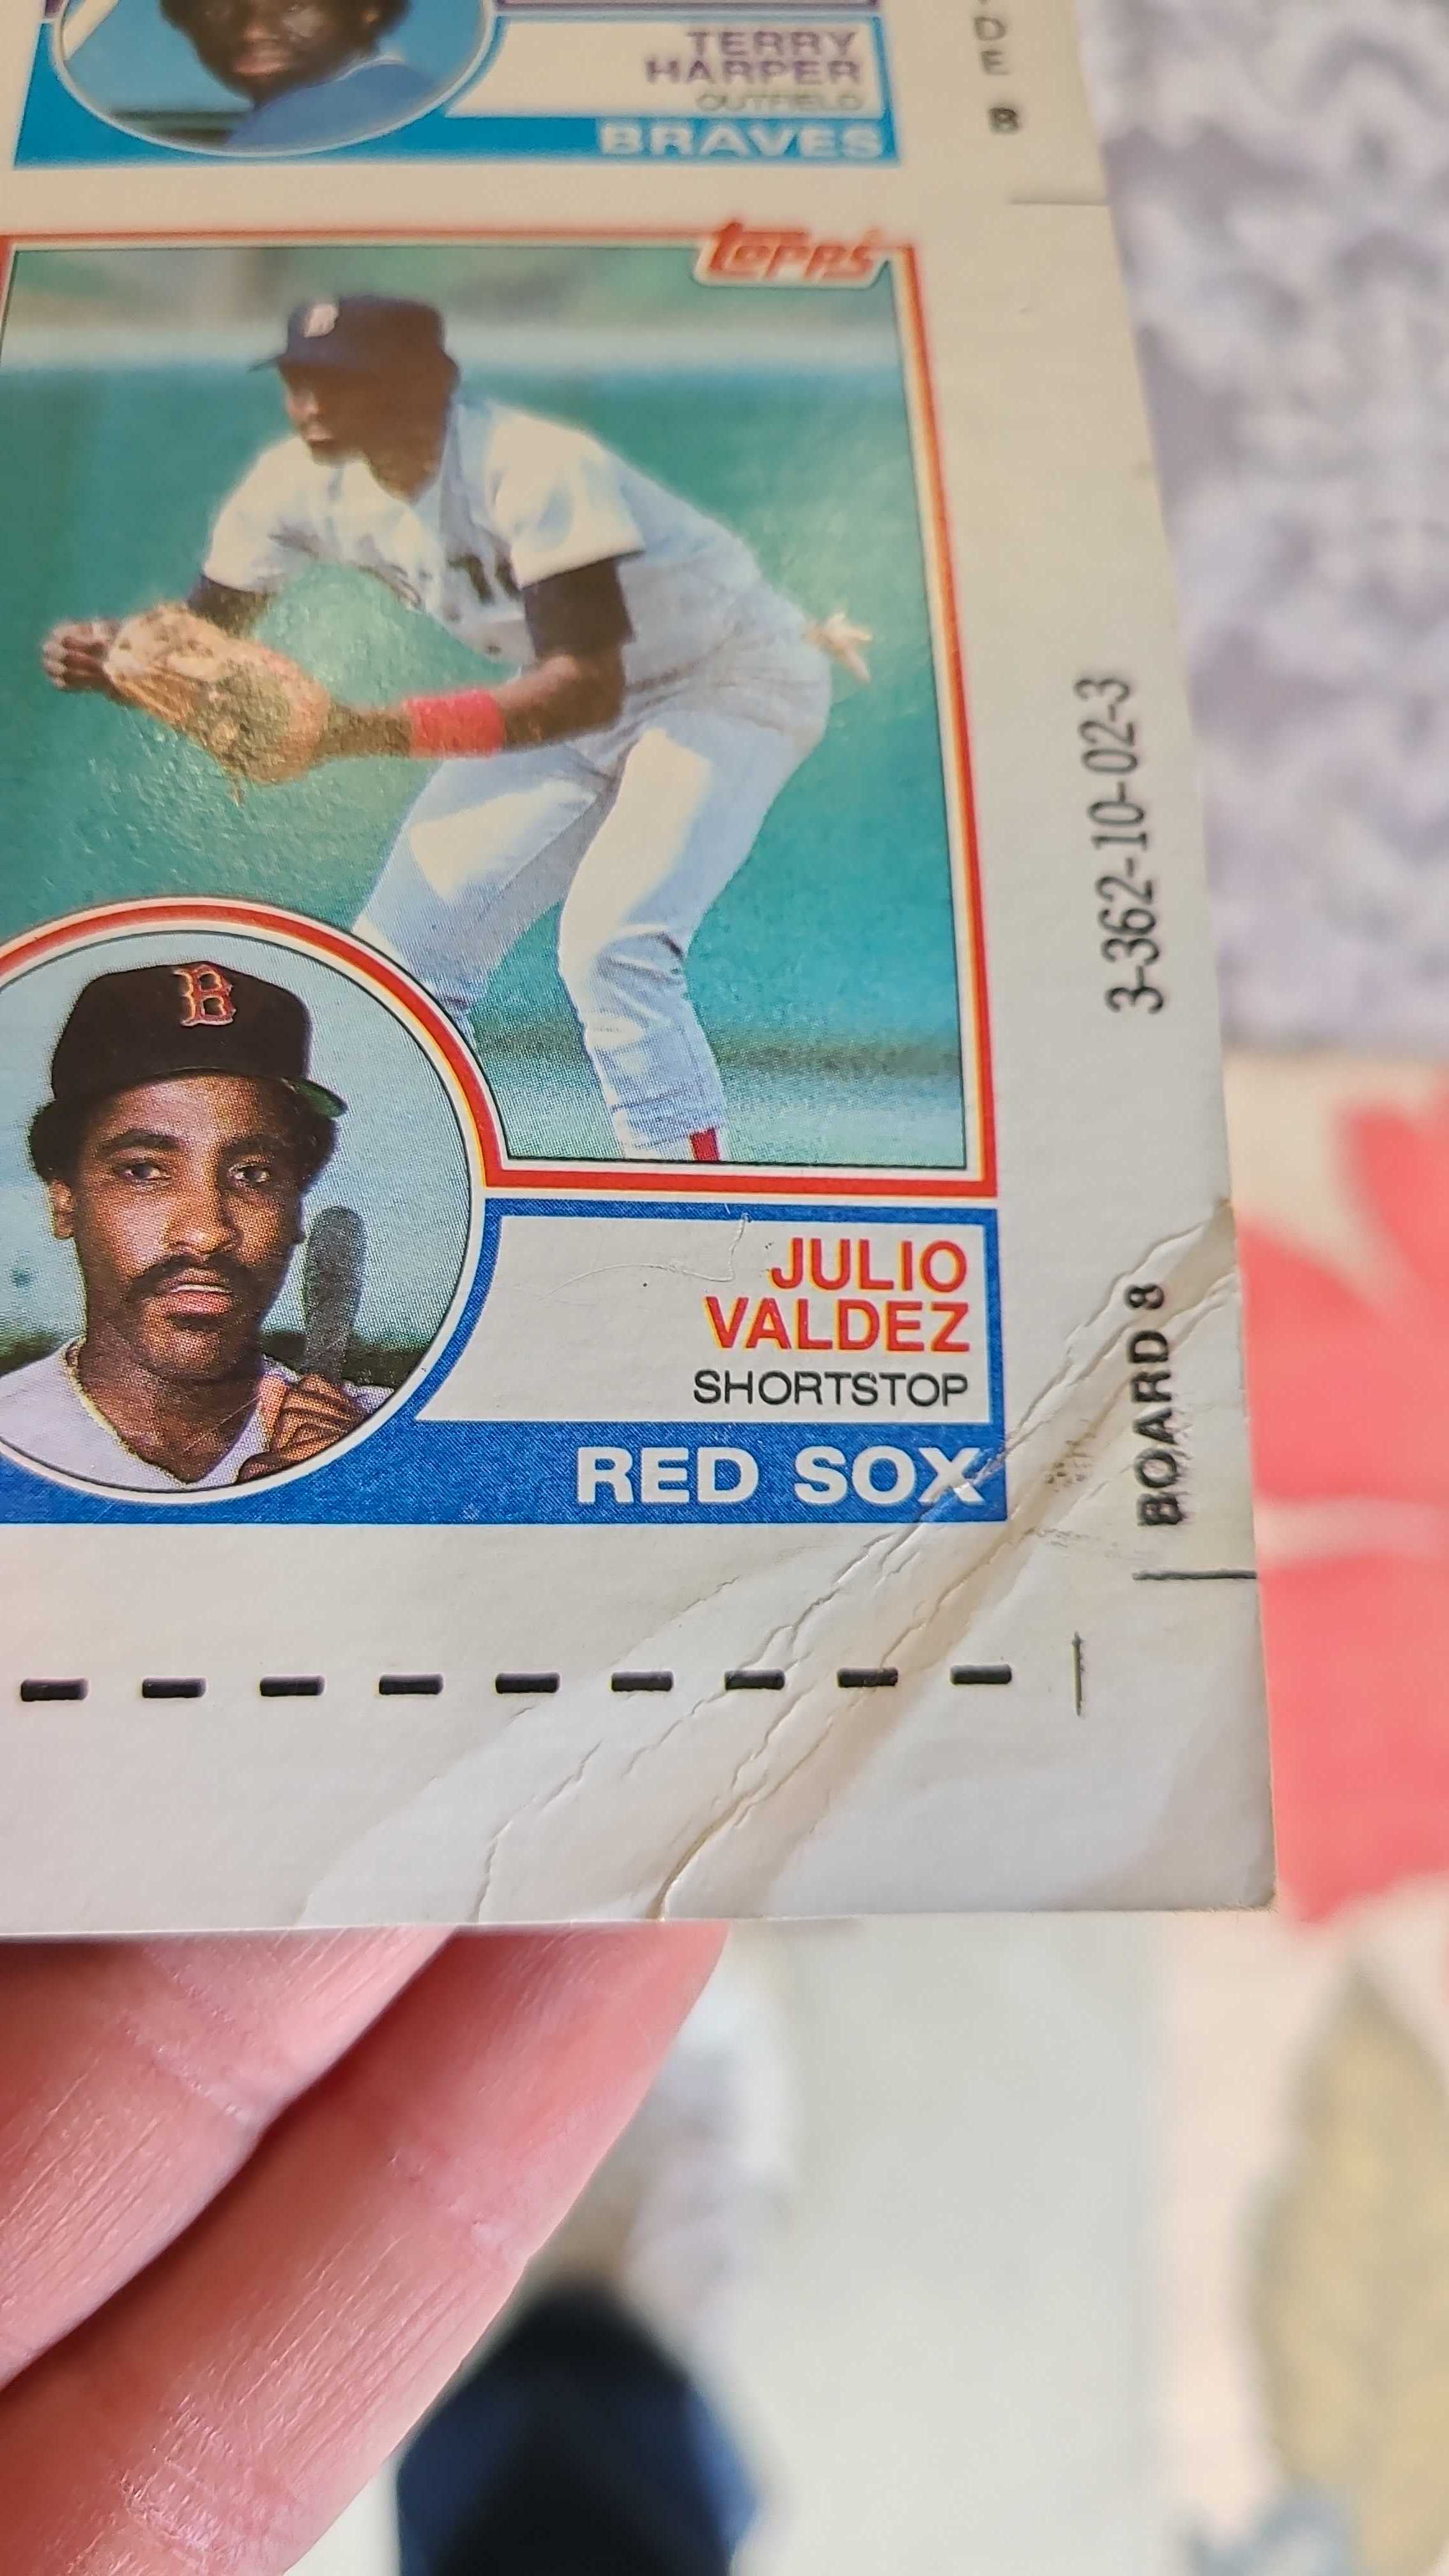 TERRY
HARPER
OUTFIELD
BRAVES
B
topps
B
B
JULIO
VALDEZ
SHORTSTOP
RED SOX
3-362-10-02-3
BOARD 8